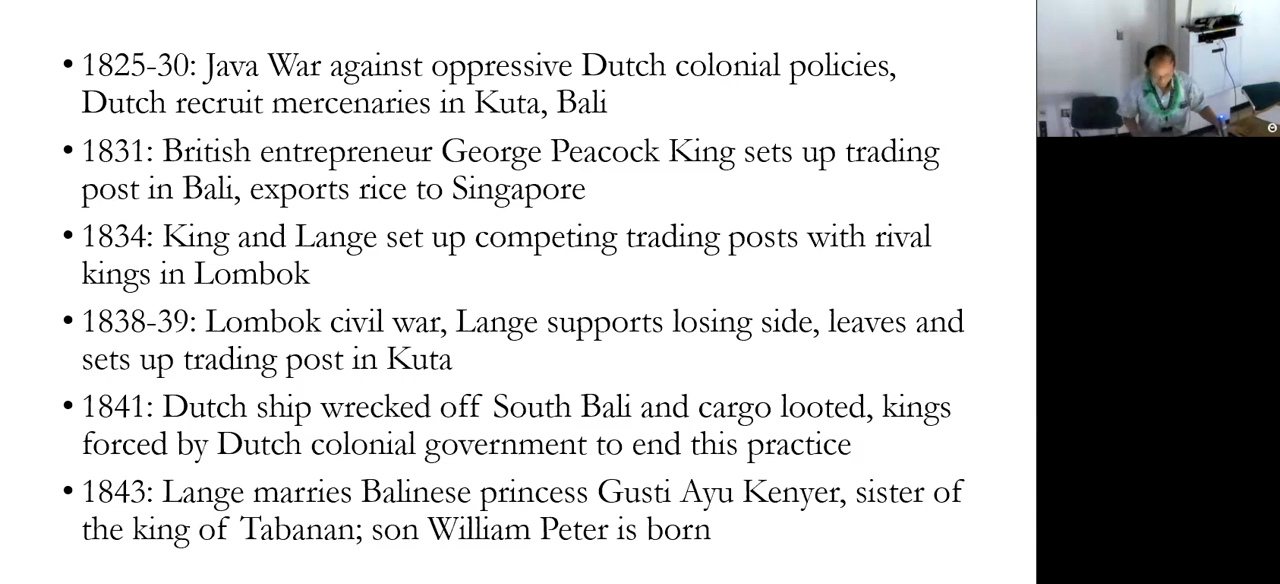 • 1825-30: Java War against oppressive Dutch colonial policies,
Dutch recruit mercenaries in Kuta, Bali
• 1831: British entrepreneur George Peacock King sets up trading
post in Bali, exports rice to Singapore
• 1834: King and Lange set up competing trading posts with rival
kings in Lombok
• 1838-39: Lombok civil war, Lange supports losing side, leaves and
sets up trading post in Kuta
• 1841: Dutch ship wrecked off South Bali and cargo looted, kings
forced by Dutch colonial government to end this practice
• 1843: Lange marries Balinese princess Gusti Ayu Kenyer, sister of
the king of Tabanan; son William Peter is born